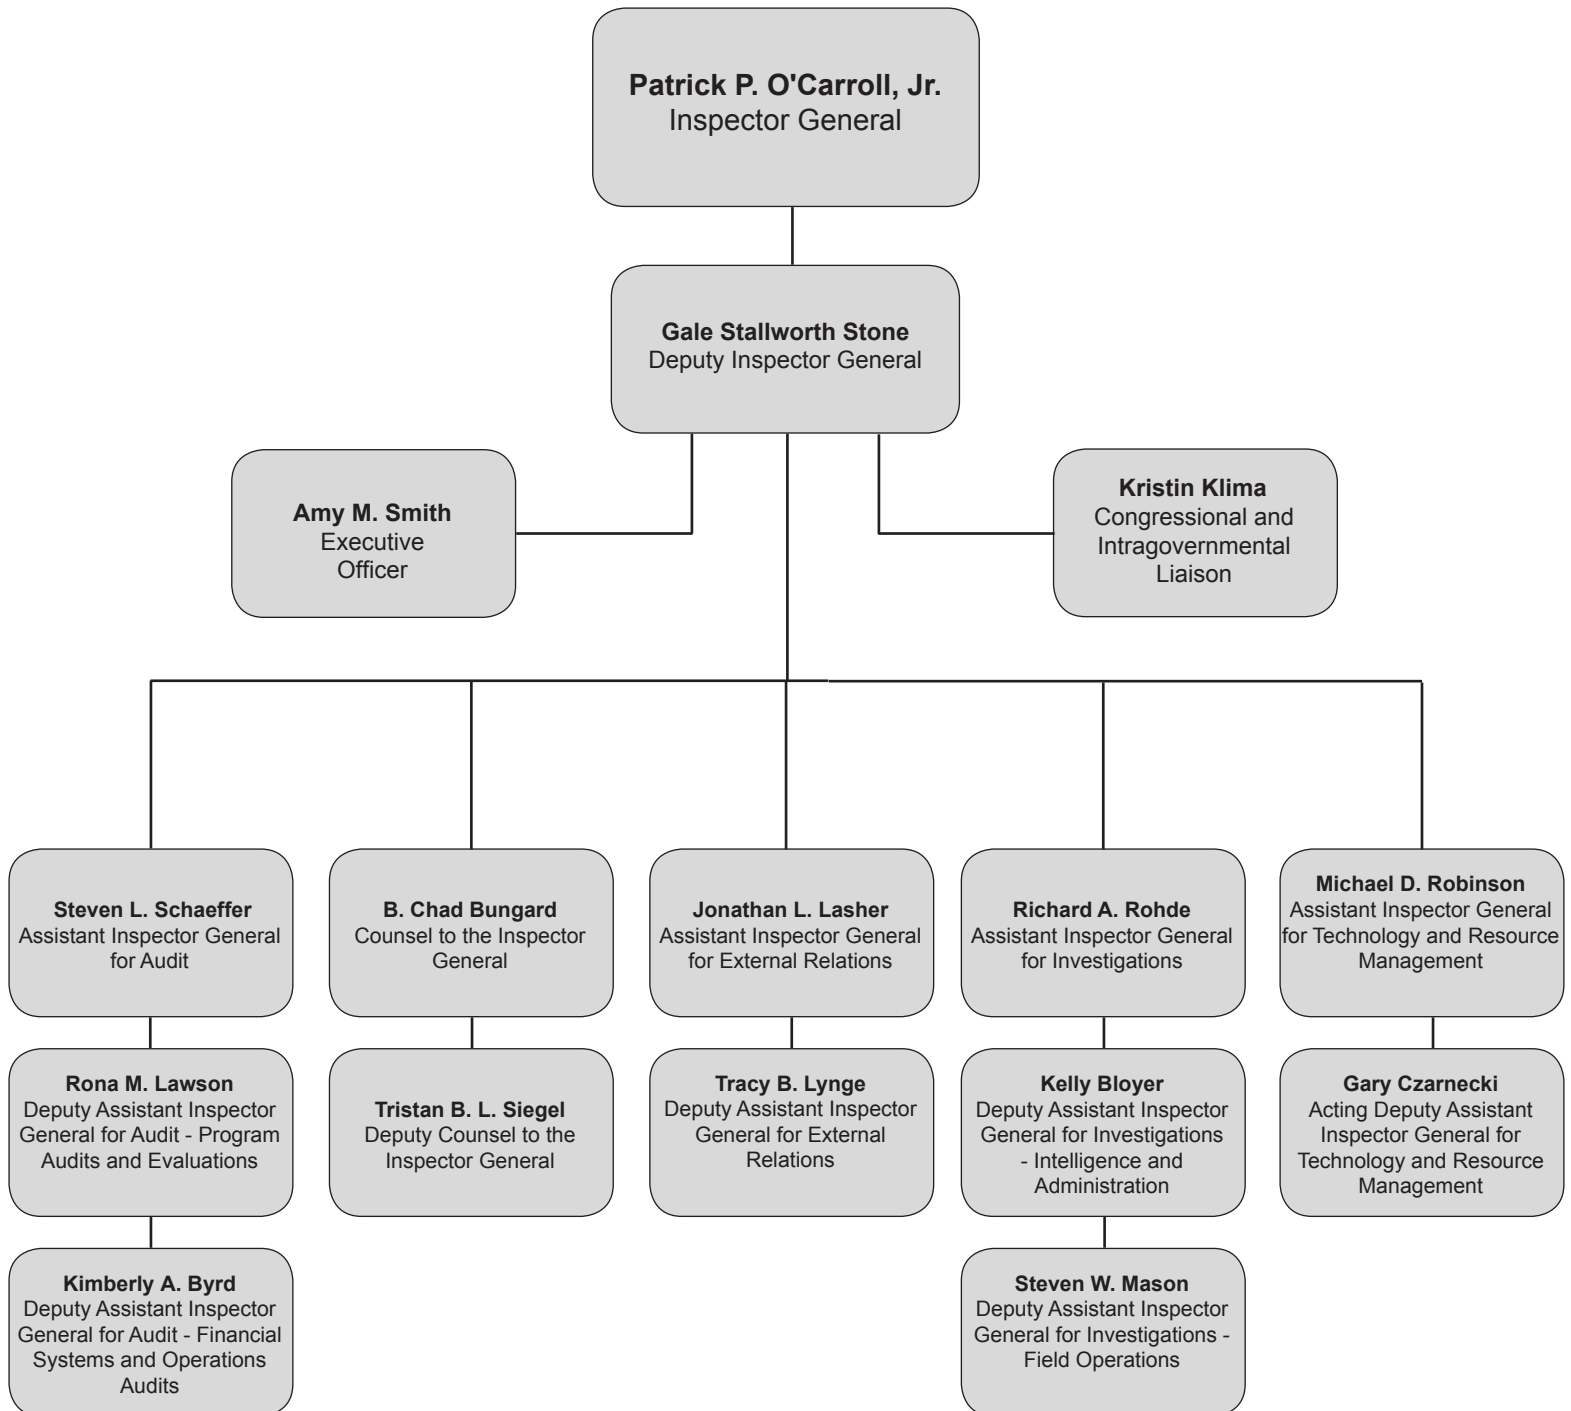 Patrick P. O'Carroll, Jr.
Inspector General
Gale Stallworth Stone
Deputy Inspector General
Amy M. Smith
Executive
Officer
Kristin Klima
Congressional and
Intragovernmental
Liaison
Steven L. Schaeffer
Assistant Inspector General
for Audit
B. Chad Bungard
Counsel to the Inspector
General
Jonathan L. Lasher
Assistant Inspector General
for External Relations
Richard A. Rohde
Assistant Inspector General
for Investigations
Michael D. Robinson
Assistant Inspector General
for Technology and Resource
Management
Rona M. Lawson
Deputy Assistant Inspector
General for Audit - Program
Audits and Evaluations
Tristan B. L. Siegel
Deputy Counsel to the
Inspector General
Tracy B. Lynge
Deputy Assistant Inspector
General for External
Relations
Kelly Bloyer
Deputy Assistant Inspector
General for Investigations
- Intelligence and
Administration
Gary Czarnecki
Acting Deputy Assistant
Inspector General for
Technology and Resource
Management
Kimberly A. Byrd
Deputy Assistant Inspector
General for Audit - Financial
Systems and Operations
Audits
Steven W. Mason
Deputy Assistant Inspector
General for Investigations -
Field Operations